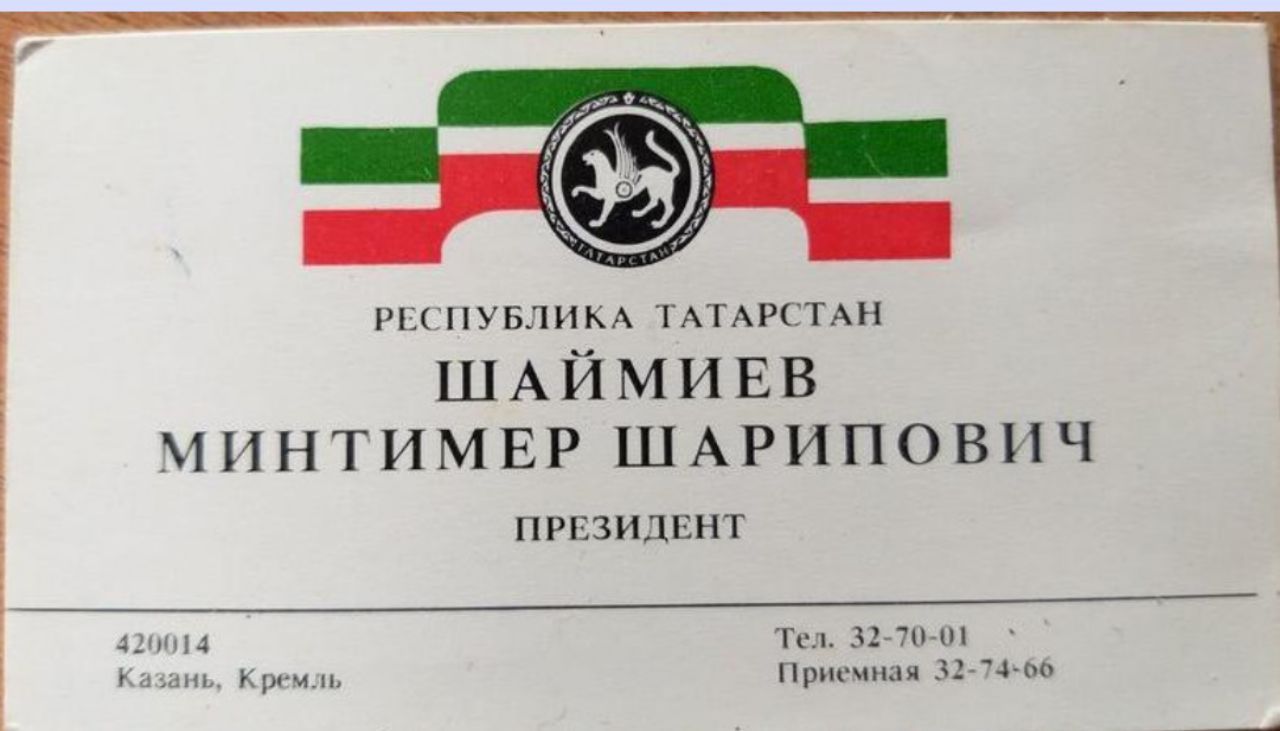 ТАТАРСТАН
РЕСПУБЛИКА ТАТАРСТАН
ШАЙМИЕВ
МИНТИМЕР ШАРИПОВИЧ
ПРЕЗИДЕНТ
420014
Казань, Кремль
Тел. 32-70-01
Приемная 32-74-66